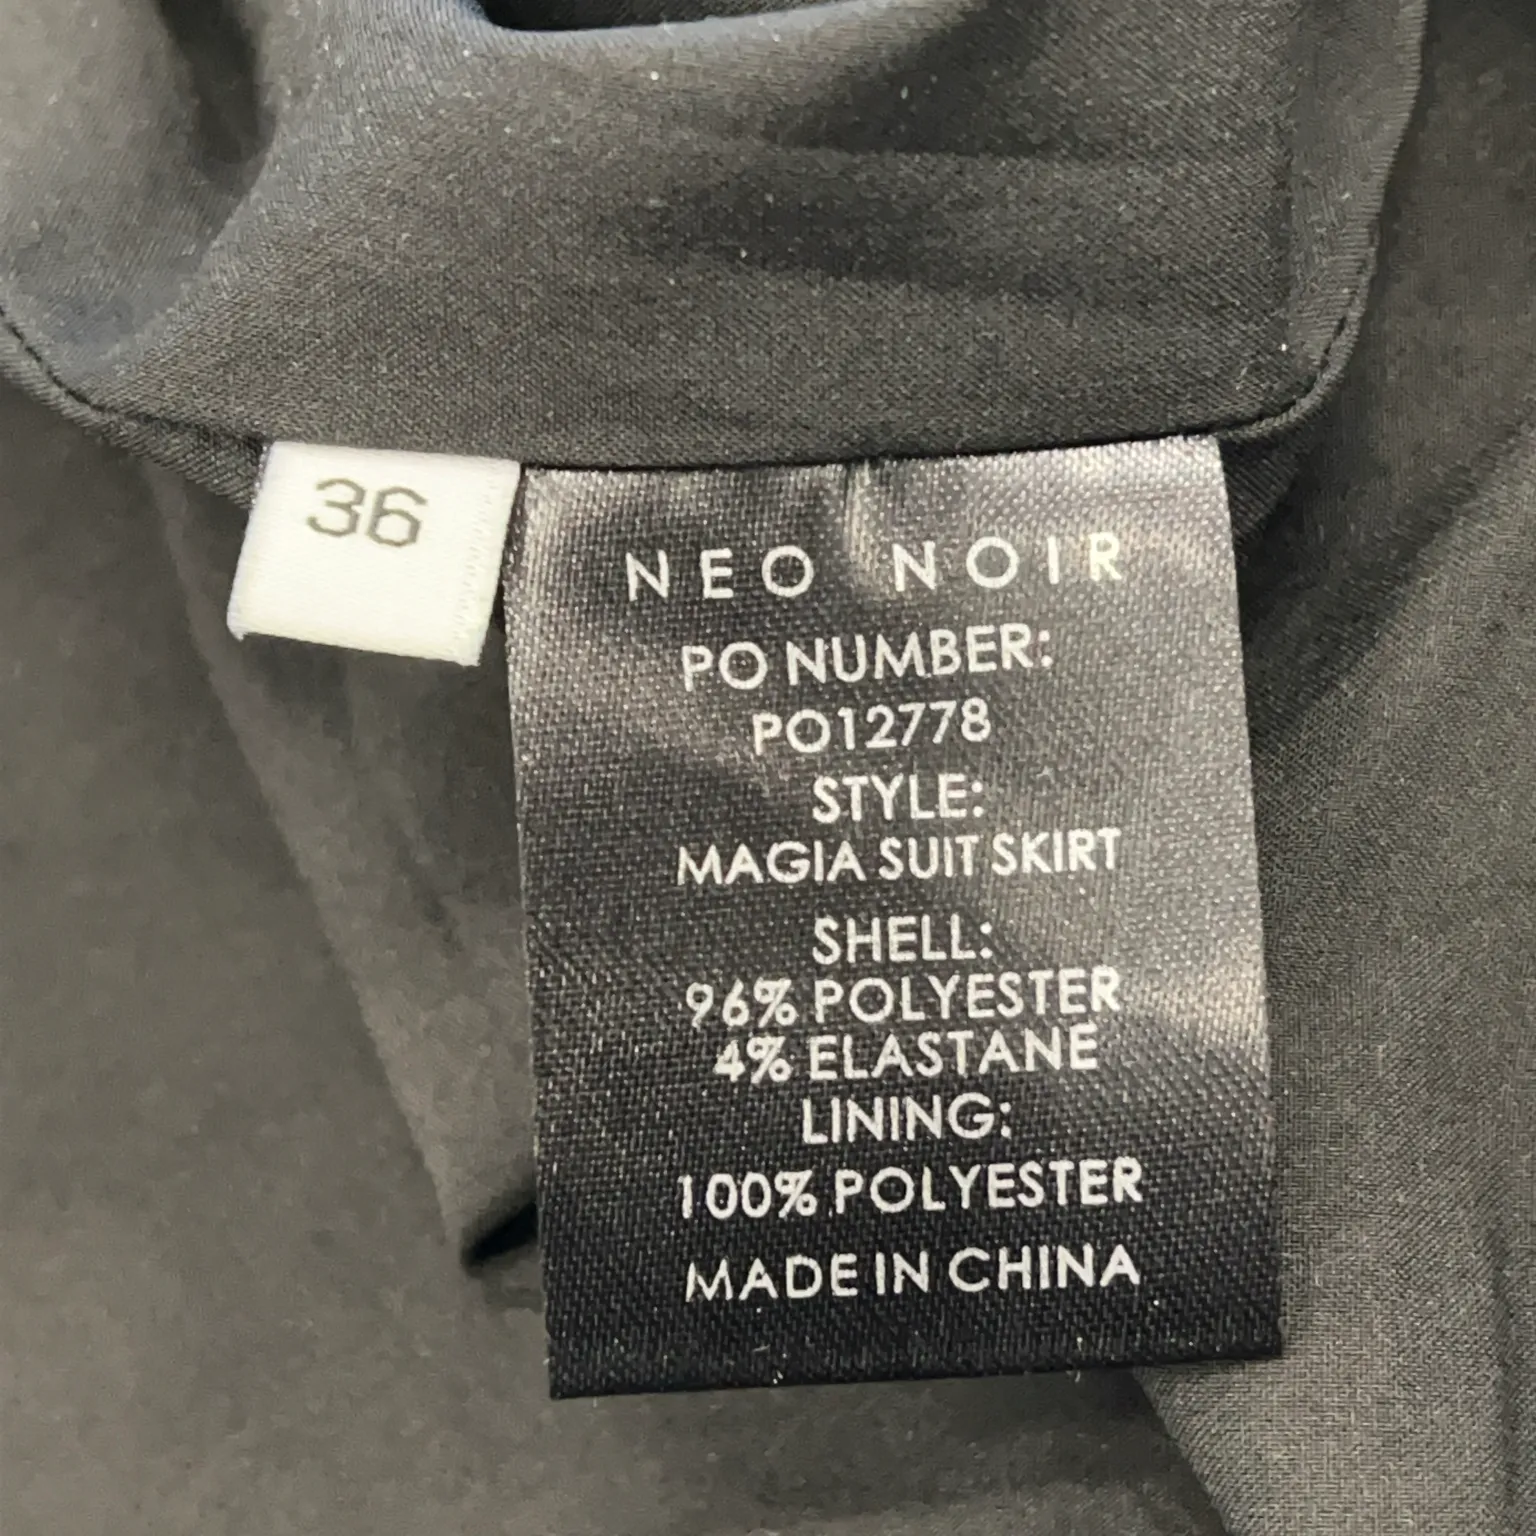 36
NEO NOIR
PO NUMBER:
PO12778
STYLE:
MAGIA SUIT SKIRT
SHELL:
96% POLYESTER
4% ELASTANE
LINING:
100% POLYESTER
MADE IN CHINA